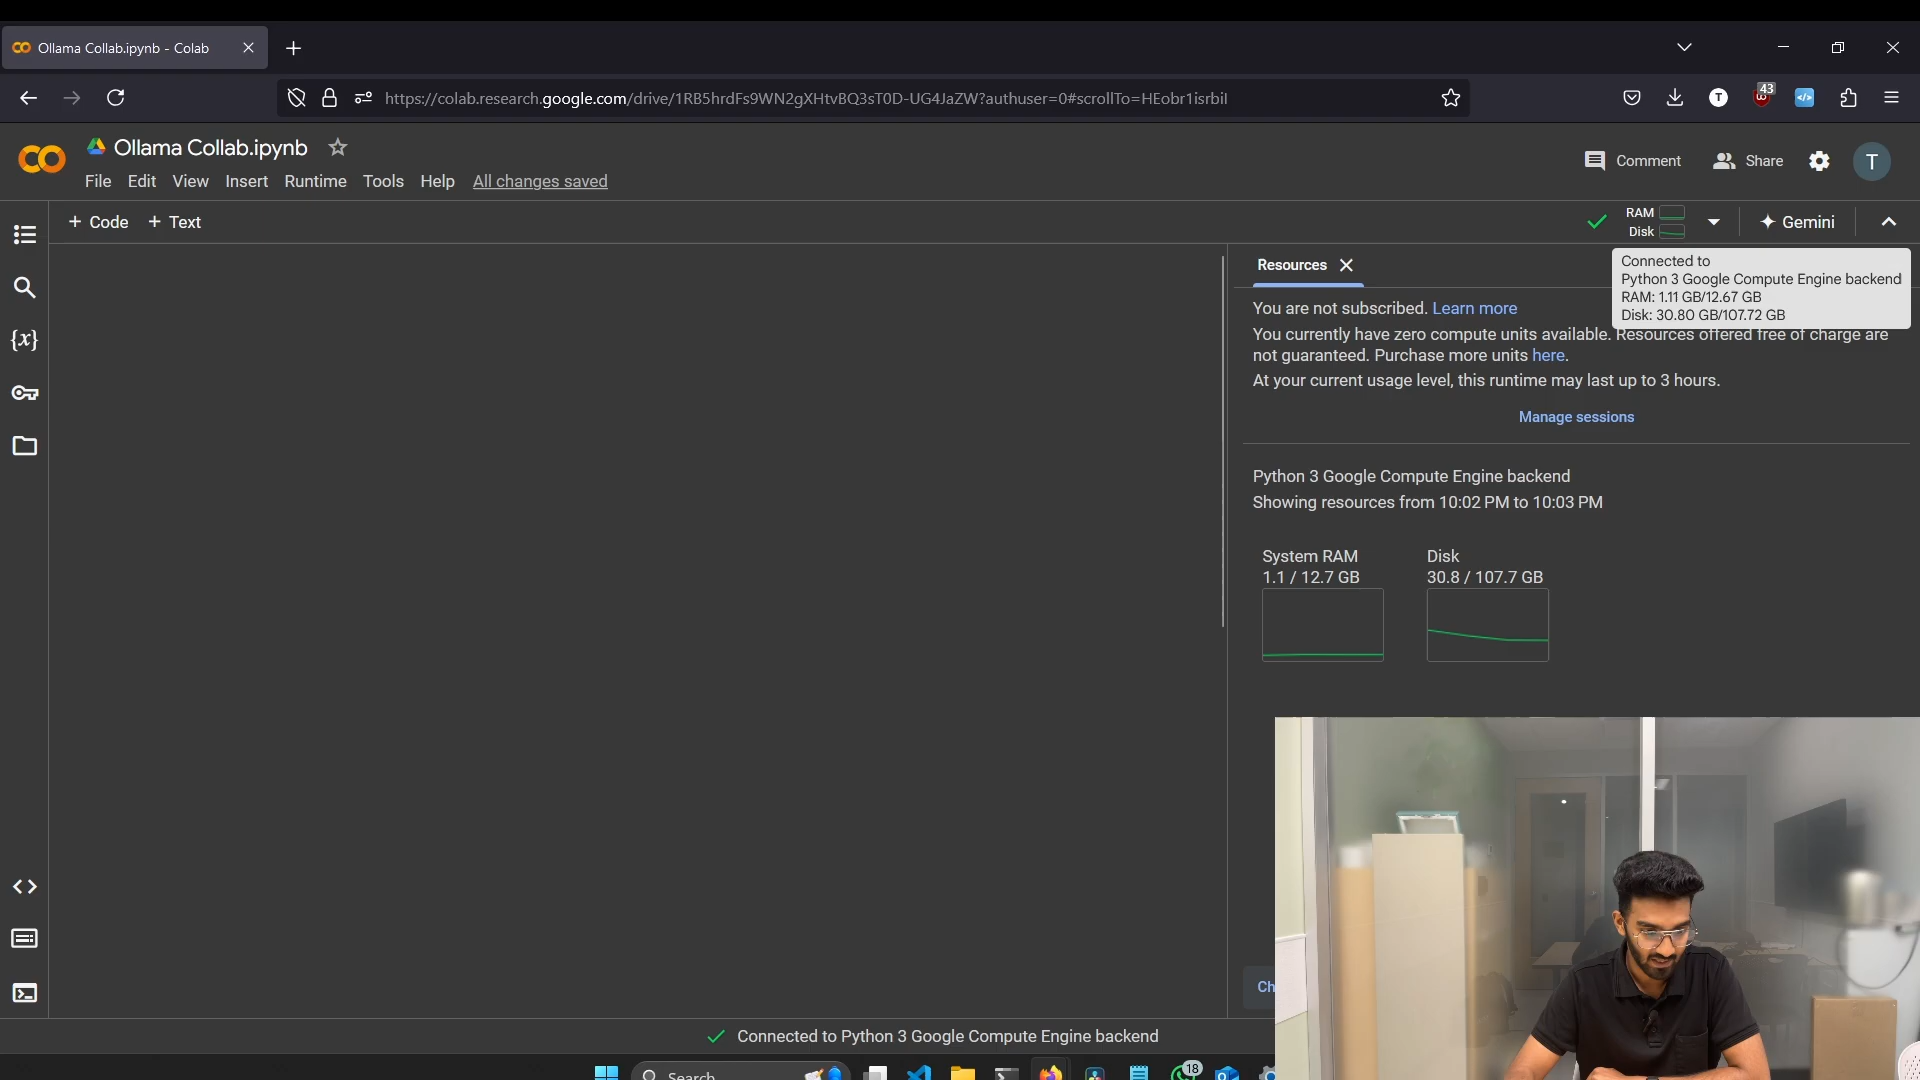 Ollama Collab.ipynb - Colab
https://colab.research.google.com/drive/1RB5hrdFs9WN2gXHtvBQ3sT0D-UG4JaZW?authuser=0#scrollTo=HEobr1isrbiI
T
43
Ollama Collab.ipynb
Comment
Share
T
File Edit View Insert Runtime Tools Help All changes saved
+ Code + Text
RAM
Disk
Gemini
Resources
Connected to
Python 3 Google Compute Engine backend
RAM: 1.11 GB/12.67 GB
Disk: 30.80 GB/107.72 GB
You are not subscribed. Learn more
You currently have zero compute units available. Resources offered free of charge are
not guaranteed. Purchase more units here.
At your current usage level, this runtime may last up to 3 hours.
Manage sessions
Python 3 Google Compute Engine backend
Showing resources from 10:02 PM to 10:03 PM
System RAM
1.1 / 12.7 GB
Disk
30.8 / 107.7 GB
{x}
Ch
Connected to Python 3 Google Compute Engine backend
Search
18